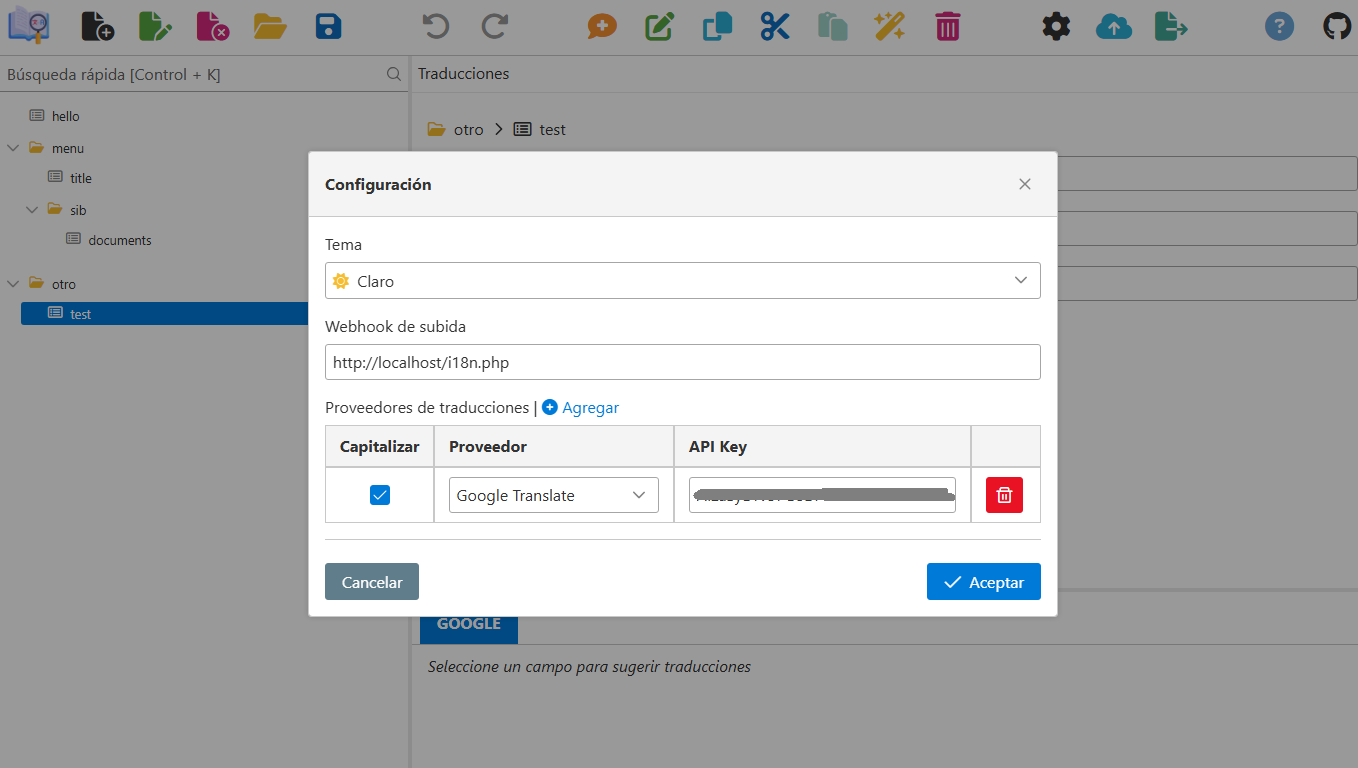 Búsqueda rápida [Control + K]
hello
menu
title
sib
documents
otro
test
Traducciones
otro > test
Configuración
Tema
Claro
Webhook de subida
http://localhost/i18n.php
Proveedores de traducciones | Agregar
Capitalizar Proveedor API Key
Google Translate
Cancelar Aceptar
GOOGLE
Seleccione un campo para sugerir traducciones